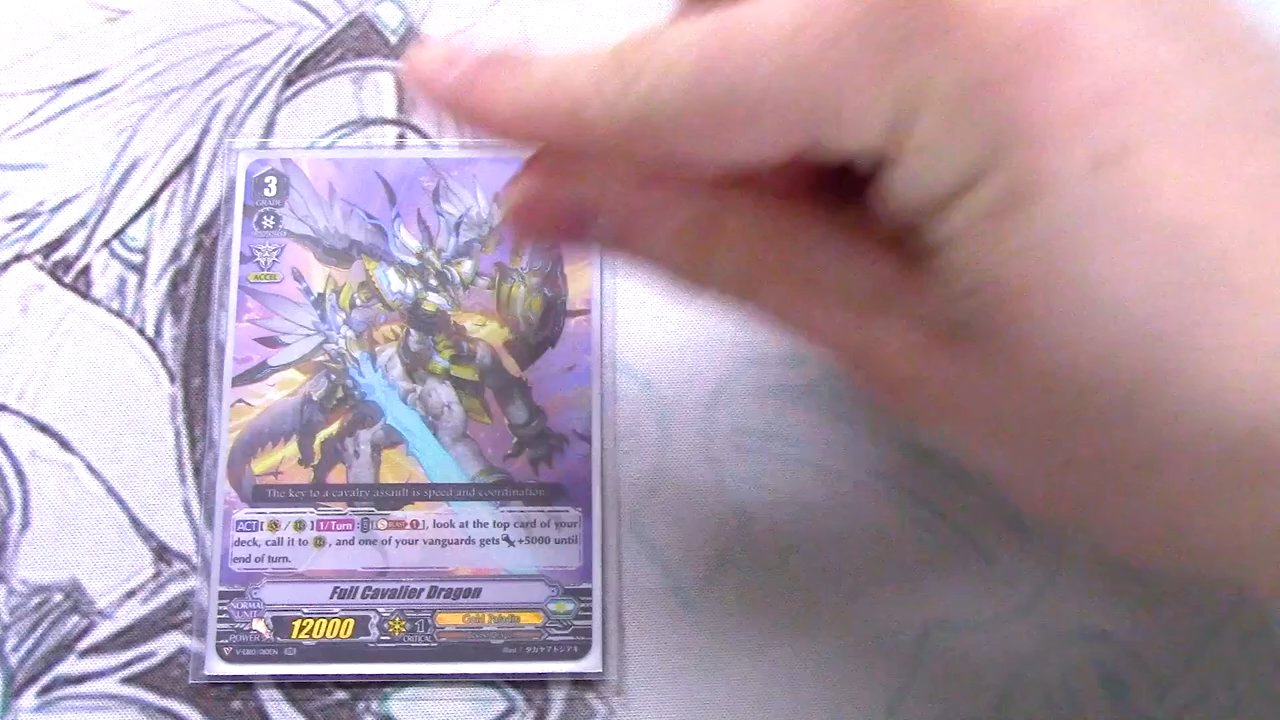 3
GRADE
ACCEL
The key to a cavalry assault is speed and coordination.
ACT [ / ] 1/Turn : [ BLAST 1 ], look at the top card of your
deck, call it to , and one of your vanguards gets +5000 until
end of turn.
Full Cavalier Dragon
NORMAL
UNIT
POWER 12000 1 CRITICAL
Gold Paladin